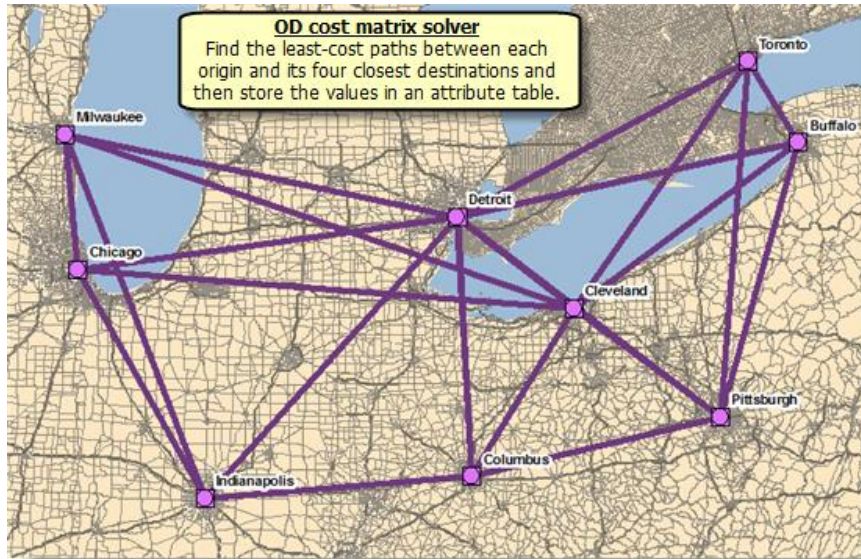 OD cost matrix solver
Find the least-cost paths between each
origin and its four closest destinations and
then store the values in an attribute table.
Toronto
Milwaukee
Buffalo
Detroit
Chicago
Cleveland
Pittsburgh
Columbus
Indianapolis